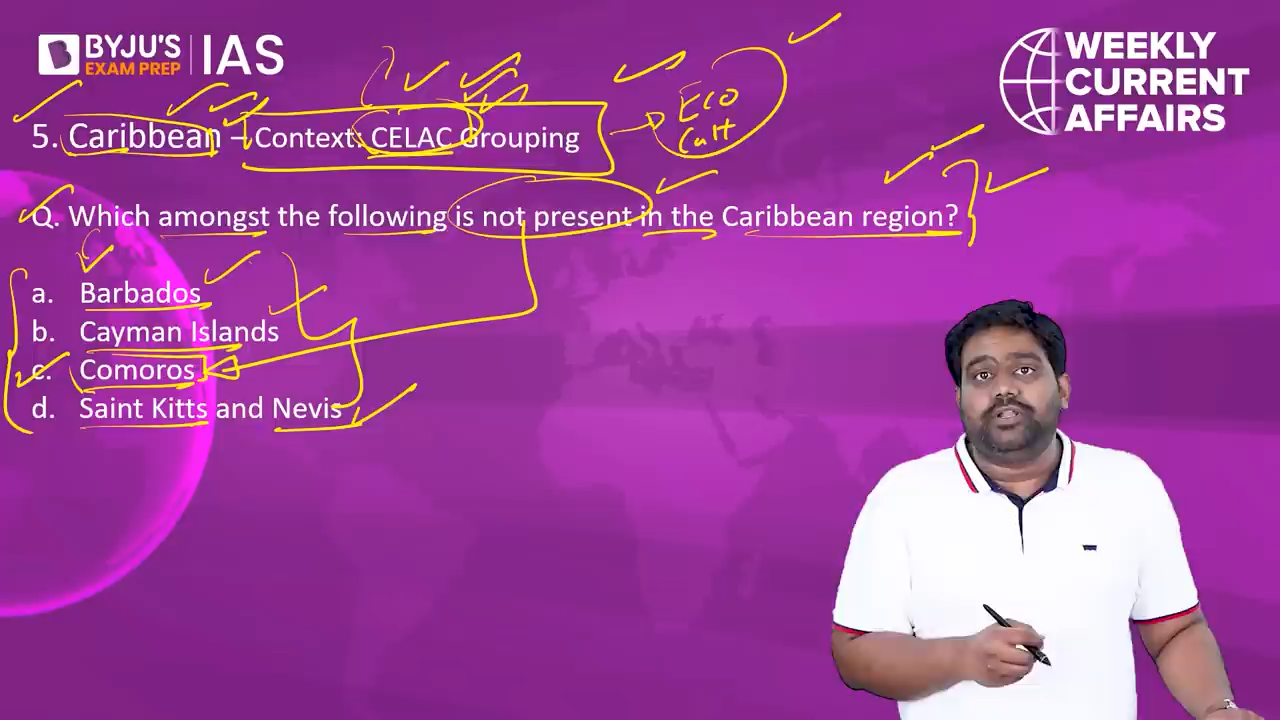 BYJU'S
EXAM PREP
IAS
WEEKLY
CURRENT
AFFAIRS
5. Caribbean – Context: CELAC Grouping
Eco
Cult
Q. Which amongst the following is not present in the Caribbean region?
a. Barbados
b. Cayman Islands
c. Comoros
d. Saint Kitts and Nevis